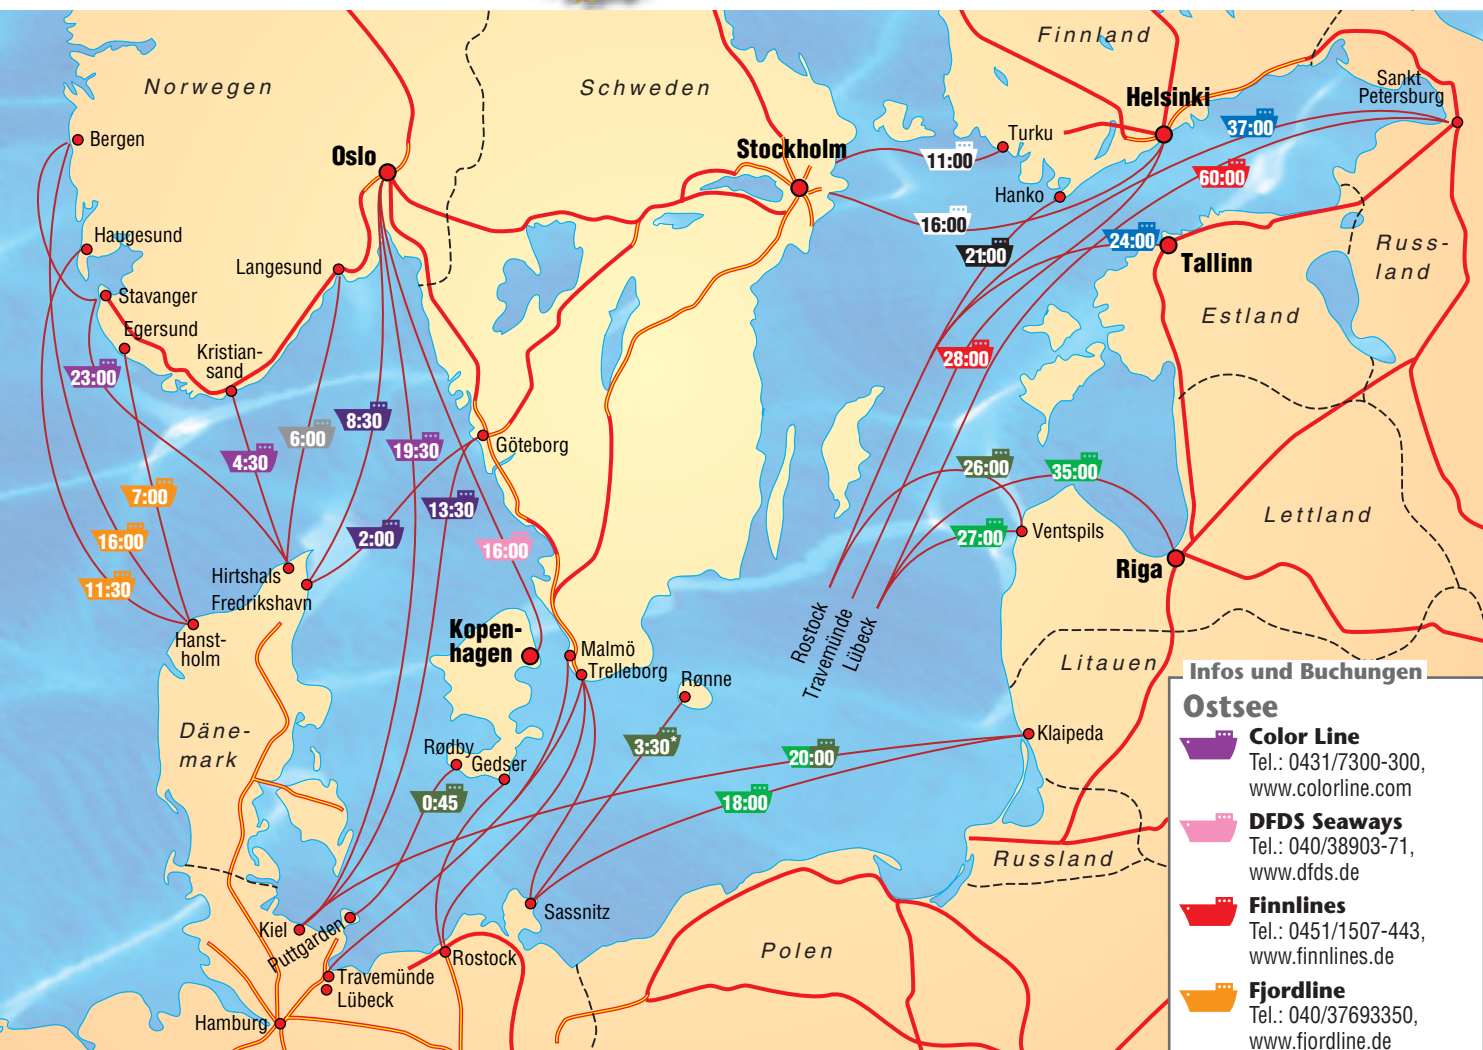 Finnland
Norwegen
Schweden
Sankt
Petersburg
Helsinki
37:00
Bergen
Turku
Oslo
Stockholm
11:00
60:00
Hanko
16:00
Haugesund
24:00
Russ-
land
21:00
Langesund
Tallinn
Stavanger
Estland
Egersund
Kristian-
sand
28:00
23:00
8:30
6:00
19:30
Göteborg
4:30
26:00
35:00
7:00
13:30
Lettland
2:00
27:00
Ventspils
16:00
16:00
Riga
Hirtshals
11:30
Fredrikshavn
Rostock
Travemünde
Lübeck
Hanst-
holm
Kopen-
hagen
Malmö
Trelleborg
Litauen
Rønne
Däne-
mark
Rødby
Gedser
3:30*
20:00
Klaipeda
0:45
18:00
Russland
Sassnitz
Kiel
Puttgarden
Polen
Rostock
Travemünde
Lübeck
Hamburg
Infos und Buchungen
Ostsee
Color Line
Tel.: 0431/7300-300,
www.colorline.com
DFDS Seaways
Tel.: 040/38903-71,
www.dfds.de
Finnlines
Tel.: 0451/1507-443,
www.finnlines.de
Fjordline
Tel.: 040/37693350,
www.fjordline.de